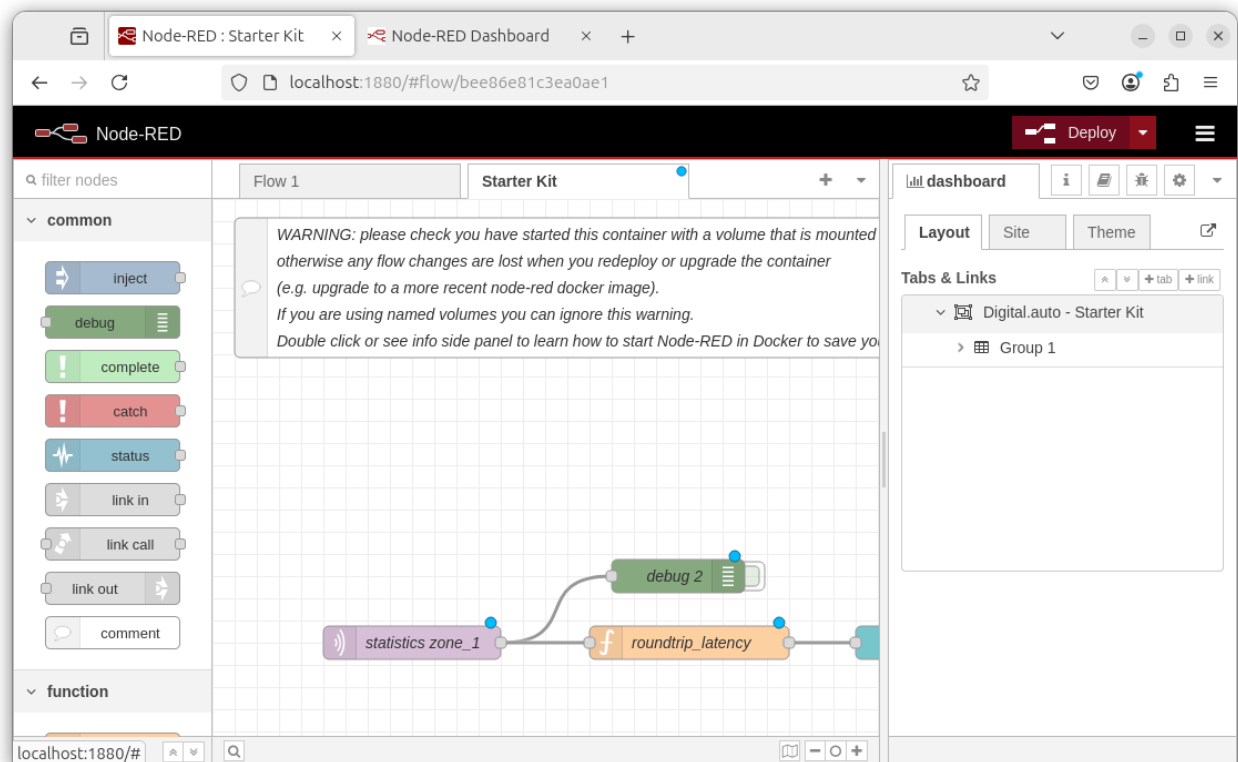 Node-RED : Starter Kit
Node-RED Dashboard
localhost:1880/#flow/bee86e81c3ea0ae1
Node-RED
Deploy
filter nodes
common
inject
debug
complete
catch
status
link in
link call
link out
comment
function
localhost:1880/#
Flow 1
Starter Kit
WARNING: please check you have started this container with a volume that is mounted
otherwise any flow changes are lost when you redeploy or upgrade the container
(e.g. upgrade to a more recent node-red docker image).
If you are using named volumes you can ignore this warning.
Double click or see info side panel to learn how to start Node-RED in Docker to save you
debug 2
statistics zone_1
roundtrip_latency
dashboard
i
Layout
Site
Theme
Tabs & Links
+ tab
+ link
Digital.auto - Starter Kit
Group 1